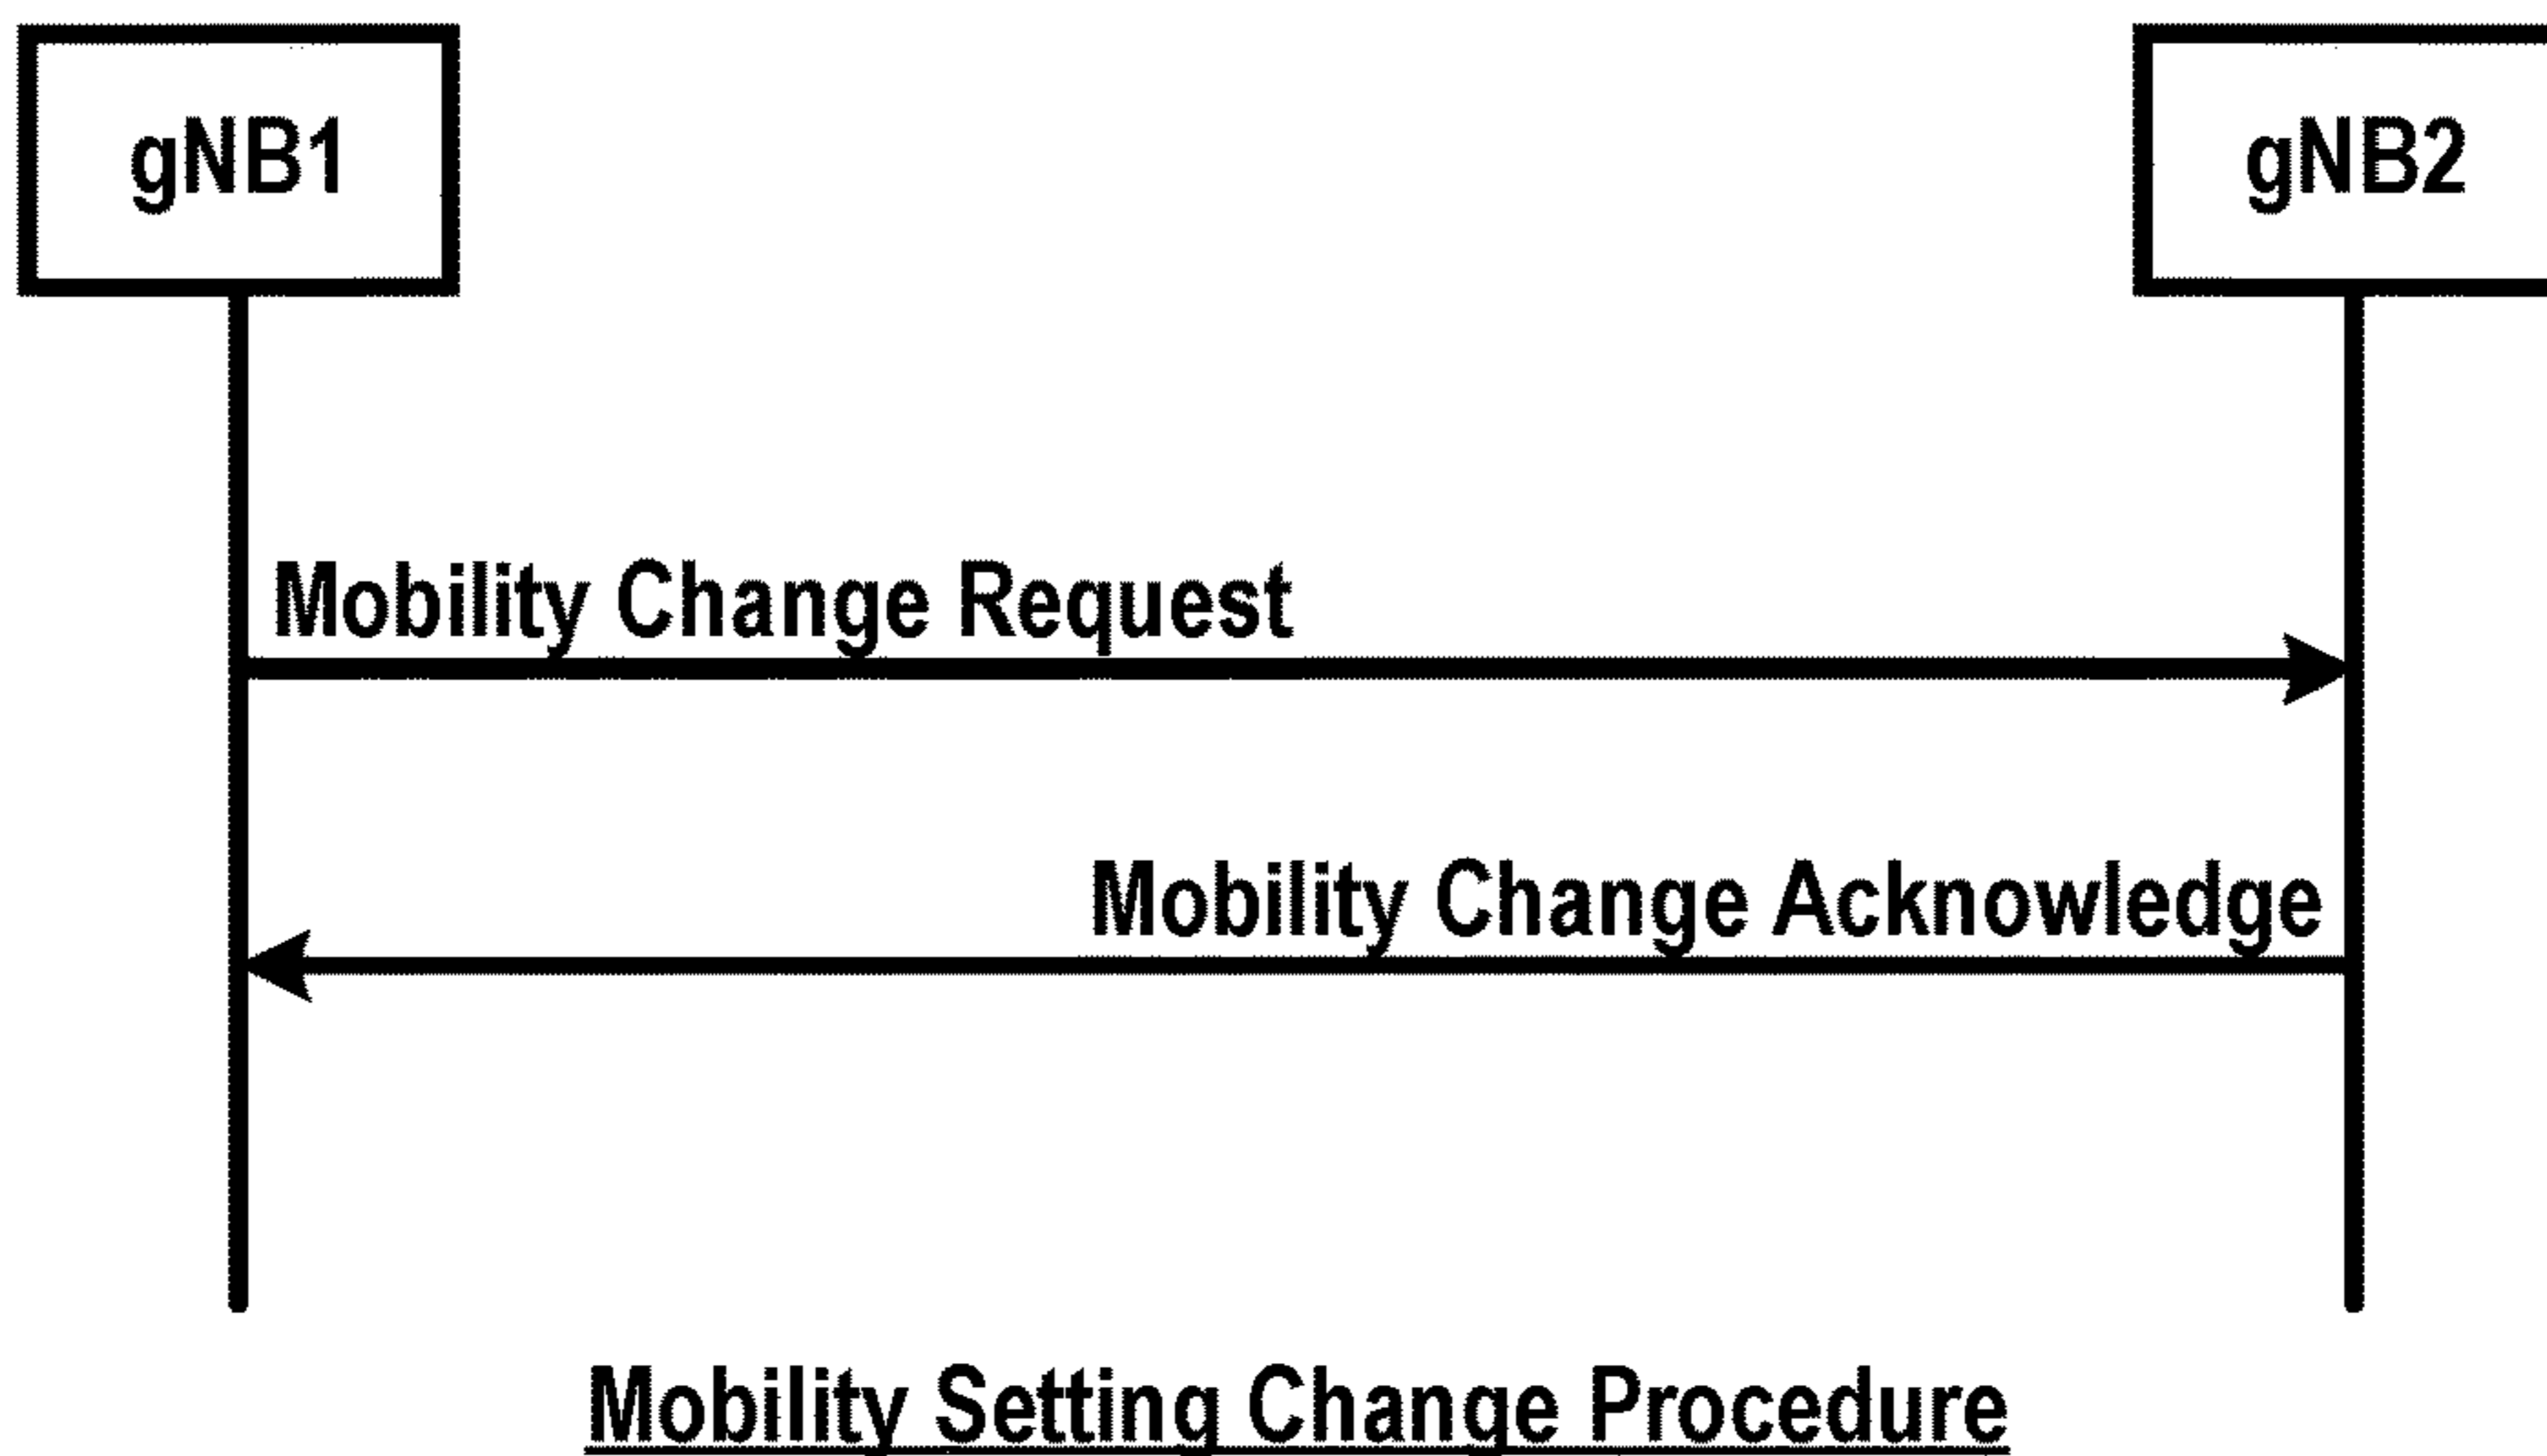 gNB1
gNB2
Mobility Change Request
Mobility Change Acknowledge
Mobility Setting Change Procedure